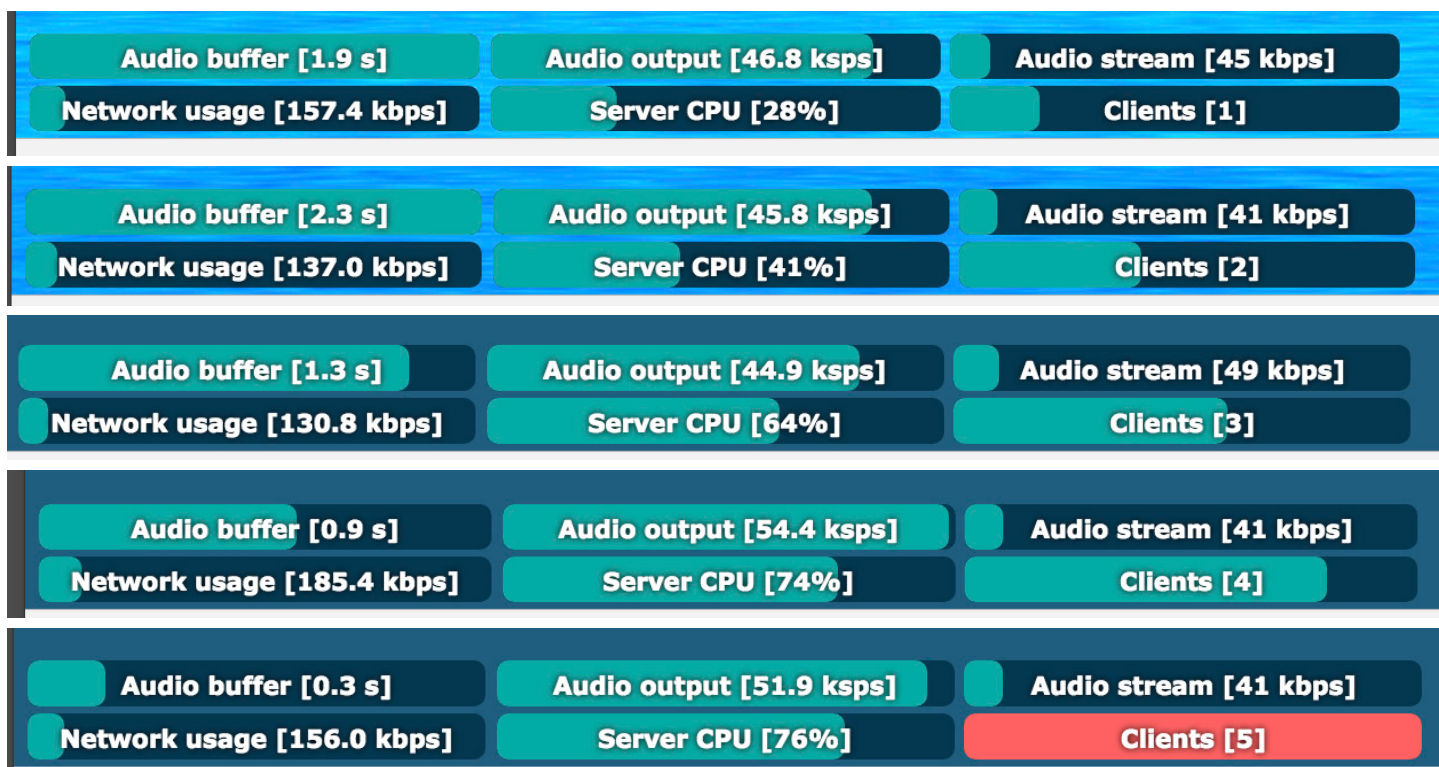 Audio buffer [1.9 s] Audio output [46.8 ksps] Audio stream [45 kbps]
Network usage [157.4 kbps] Server CPU [28%] Clients [1]
Audio buffer [2.3 s] Audio output [45.8 ksps] Audio stream [41 kbps]
Network usage [137.0 kbps] Server CPU [41%] Clients [2]
Audio buffer [1.3 s] Audio output [44.9 ksps] Audio stream [49 kbps]
Network usage [130.8 kbps] Server CPU [64%] Clients [3]
Audio buffer [0.9 s] Audio output [54.4 ksps] Audio stream [41 kbps]
Network usage [185.4 kbps] Server CPU [74%] Clients [4]
Audio buffer [0.3 s] Audio output [51.9 ksps] Audio stream [41 kbps]
Network usage [156.0 kbps] Server CPU [76%] Clients [5]